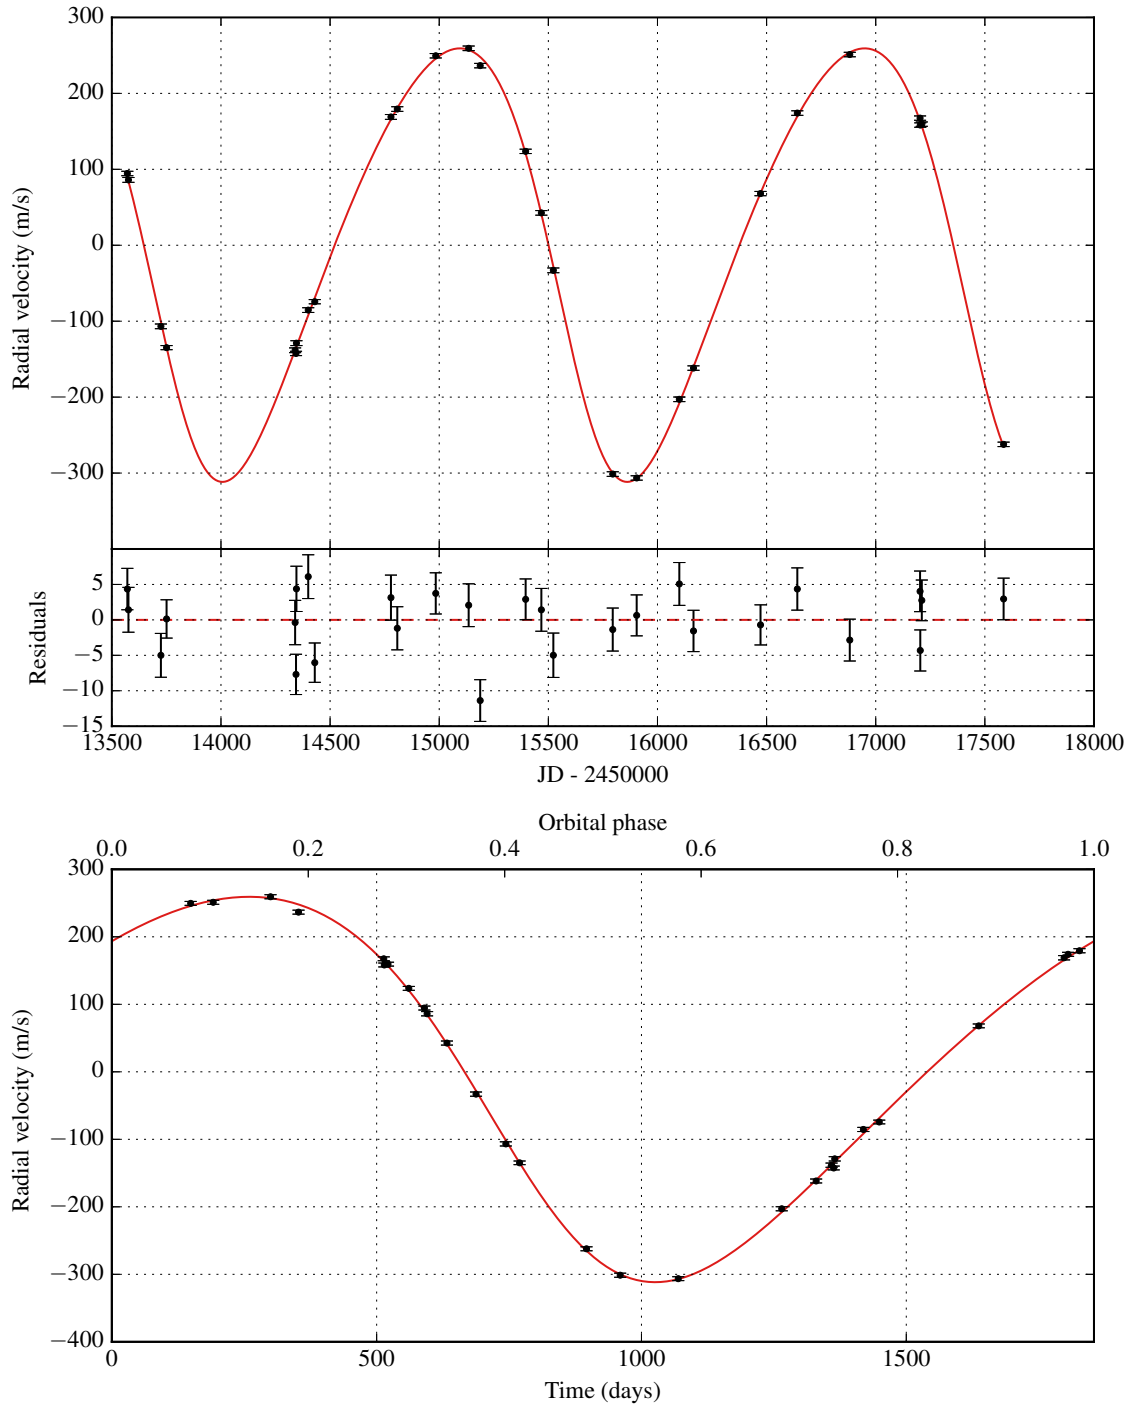 300
200
100
0
−100
−200
−300
Radial velocity (m/s)
5
0
−5
−10
−15
Residuals
13500 14000 14500 15000 15500 16000 16500 17000 17500 18000
JD - 2450000
Orbital phase
0.0 0.2 0.4 0.6 0.8 1.0
300
200
100
0
−100
−200
−300
−400
Radial velocity (m/s)
0 500 1000 1500
Time (days)